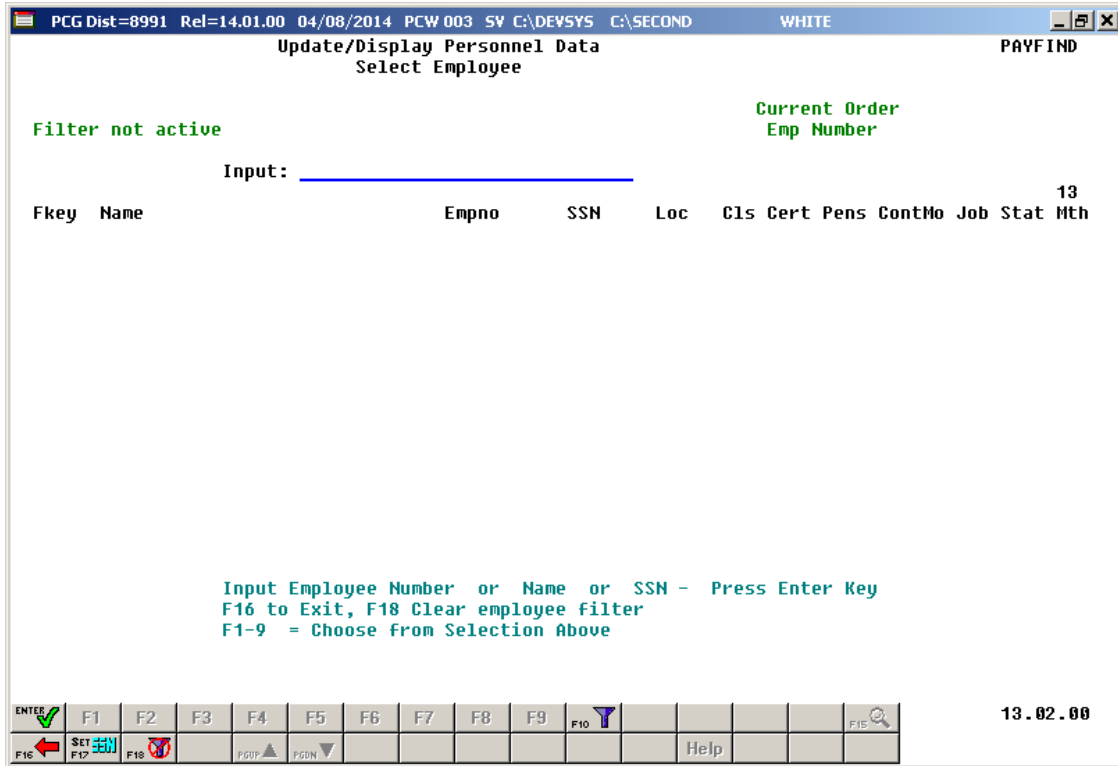 PCG Dist=8991 Rel=14.01.00 04/08/2014 PCW 003 SV C:\DEVSYS C:\SECOND WHITE
Update/Display Personnel Data PAYFIND
Select Employee
Current Order
Filter not active Emp Number
Input:
13
Fkey Name Empno SSN Loc Cls Cert Pens ContMo Job Stat Mth
Input Employee Number or Name or SSN - Press Enter Key
F16 to Exit, F18 Clear employee filter
F1-9 = Choose from Selection Above
ENTER F1 F2 F3 F4 F5 F6 F7 F8 F9 F10 F15 13.02.00
F16 SET F17 F18 PGUP PGDN Help